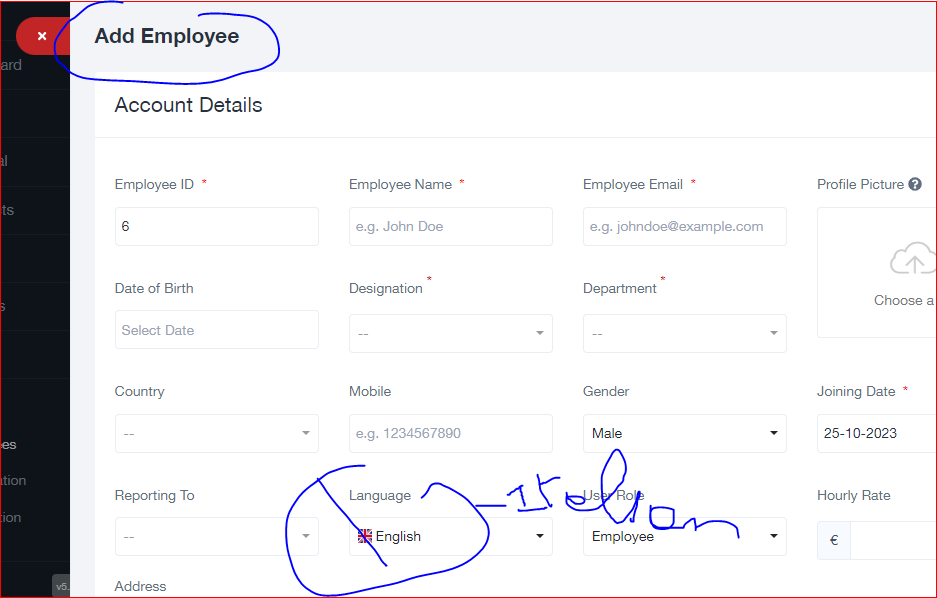 Add Employee
ard
Account Details
al
Employee ID * Employee Name * Employee Email * Profile Picture ?
ts
6 e.g. John Doe e.g. johndoe@example.com
Date of Birth Designation * Department *
Choose a
s
Select Date -- --
Country Mobile Gender Joining Date *
-- e.g. 1234567890 Male 25-10-2023
es
ation
Reporting To Language User Role Hourly Rate
Italian
tion
-- English Employee €
Address
v5.